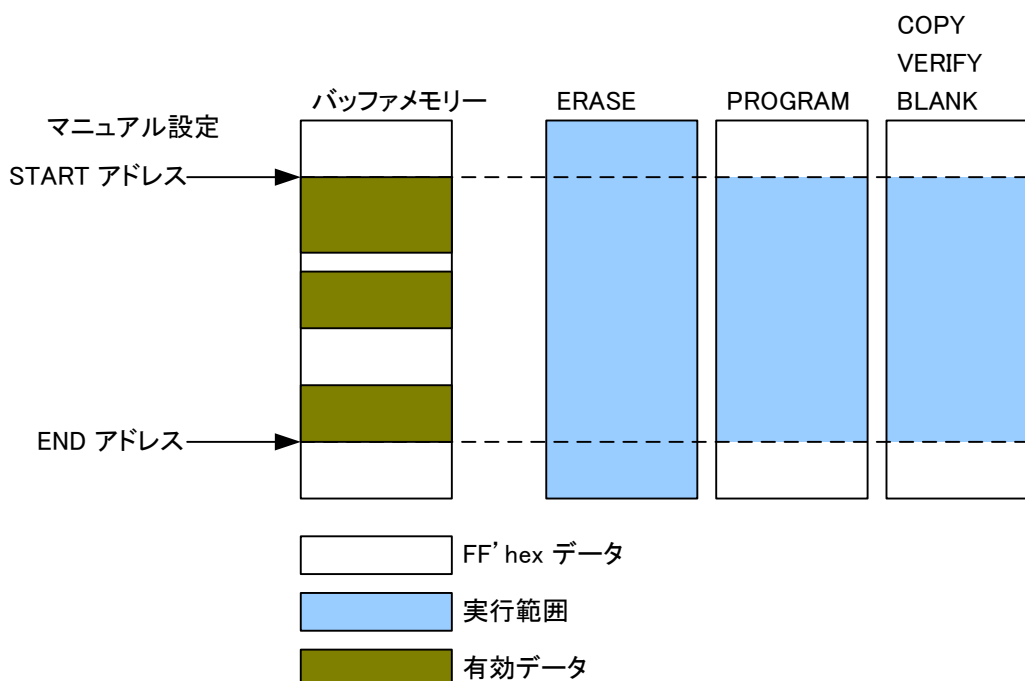 COPY
VERIFY
バッファメモリー ERASE PROGRAM BLANK
マニュアル設定
START アドレス
END アドレス
FF'hex データ
実行範囲
有効データ